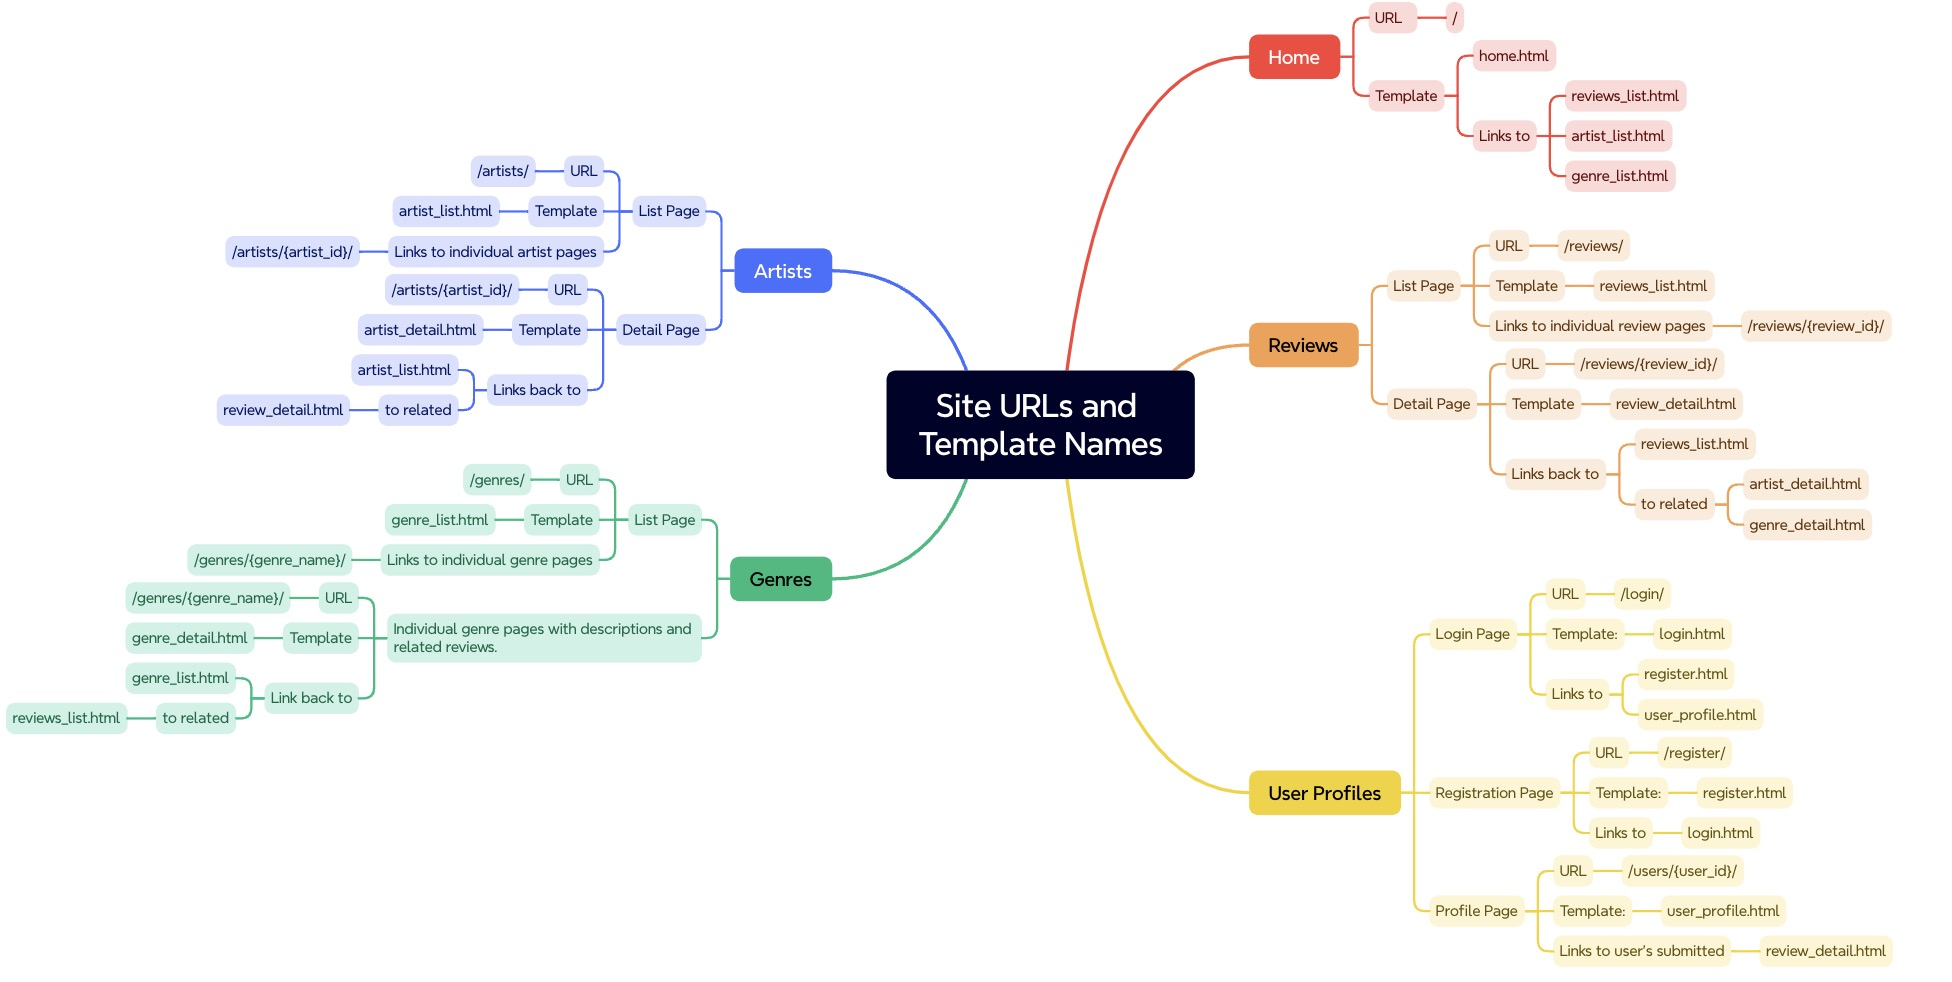 Site URLs and
Template Names
Home
URL
/
Template
home.html
Links to
reviews_list.html
artist_list.html
genre_list.html
Reviews
List Page
URL
/reviews/
Template
reviews_list.html
Links to individual review pages
/reviews/{review_id}/
Detail Page
URL
/reviews/{review_id}/
Template
review_detail.html
Links back to
reviews_list.html
to related
artist_detail.html
genre_detail.html
User Profiles
Login Page
URL
/login/
Template:
login.html
Links to
register.html
user_profile.html
Registration Page
URL
/register/
Template:
register.html
Links to
login.html
Profile Page
URL
/users/{user_id}/
Template:
user_profile.html
Links to user's submitted
review_detail.html
Artists
List Page
URL
/artists/
Template
artist_list.html
Links to individual artist pages
/artists/{artist_id}/
Detail Page
URL
/artists/{artist_id}/
Template
artist_detail.html
Links back to
artist_list.html
to related
review_detail.html
Genres
List Page
URL
/genres/
Template
genre_list.html
Links to individual genre pages
/genres/{genre_name}/
Individual genre pages with descriptions and
related reviews.
URL
/genres/{genre_name}/
Template
genre_detail.html
Link back to
genre_list.html
to related
reviews_list.html